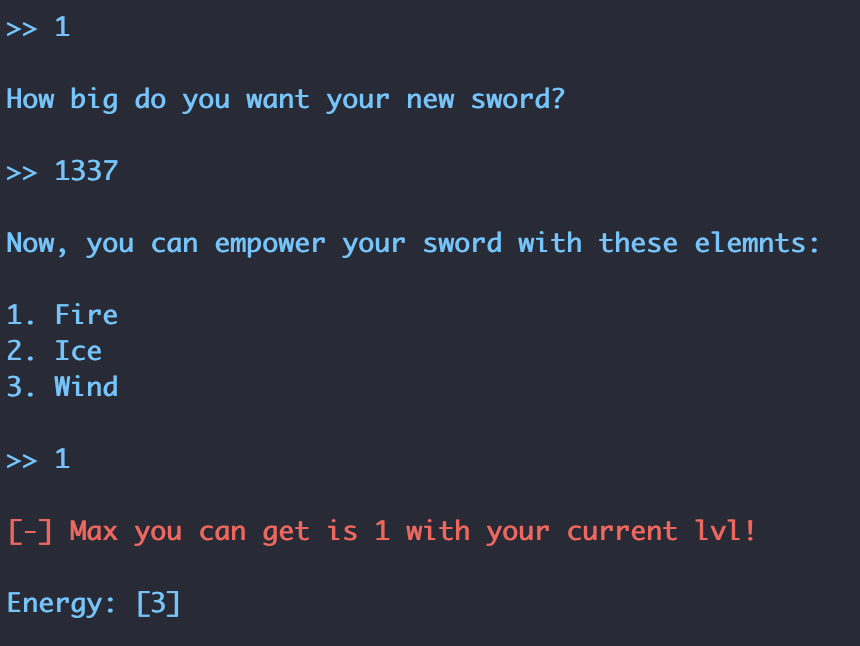 >> 1
How big do you want your new sword?
>> 1337
Now, you can empower your sword with these elemnts:
1. Fire
2. Ice
3. Wind
>> 1
[-] Max you can get is 1 with your current lvl!
Energy: [3]